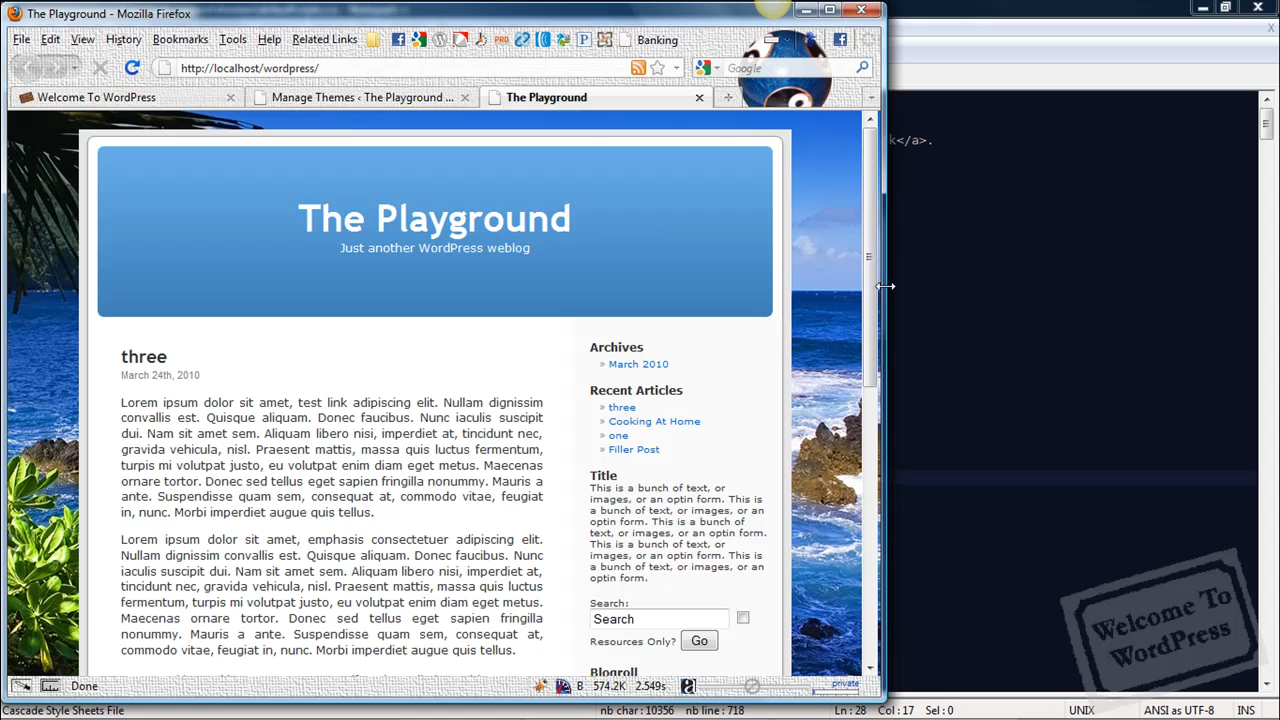 The Playground - Mozilla Firefox
File Edit View History Bookmarks Tools Help Related Links Banking
http://localhost/wordpress/
Google
Welcome To WordPress
Manage Themes ‹ The Playground ...
The Playground
k</a>.
The Playground
Just another WordPress weblog
three
March 24th, 2010
Lorem ipsum dolor sit amet, test link adipiscing elit. Nullam dignissim
convallis est. Quisque aliquam. Donec faucibus. Nunc iaculis suscipit
dui. Nam sit amet sem. Aliquam libero nisi, imperdiet at, tincidunt nec,
gravida vehicula, nisl. Praesent mattis, massa quis luctus fermentum,
turpis mi volutpat justo, eu volutpat enim diam eget metus. Maecenas
ornare tortor. Donec sed tellus eget sapien fringilla nonummy. Mauris a
ante. Suspendisse quam sem, consequat at, commodo vitae, feugiat
in, nunc. Morbi imperdiet augue quis tellus.
Lorem ipsum dolor sit amet, emphasis consectetuer adipiscing elit.
Nullam dignissim convallis est. Quisque aliquam. Donec faucibus. Nunc
iaculis suscipit dui. Nam sit amet sem. Aliquam libero nisi, imperdiet at,
tincidunt nec, gravida vehicula, nisl. Praesent mattis, massa quis luctus
fermentum, turpis mi volutpat justo, eu volutpat enim diam eget metus.
Maecenas ornare tortor. Donec sed tellus eget sapien fringilla
nonummy. Mauris a ante. Suspendisse quam sem, consequat at,
commodo vitae, feugiat in, nunc. Morbi imperdiet augue quis tellus.
Archives
» March 2010
Recent Articles
» three
» Cooking At Home
» one
» Filler Post
Title
This is a bunch of text, or
images, or an optin form. This is
a bunch of text, or images, or an
optin form. This is a bunch of
text, or images, or an optin form.
This is a bunch of text, or
images, or an optin form. This is
a bunch of text, or images, or an
optin form.
Search:
Search
Resources Only? Go
Blogroll
Welcome To
WordPress
Done
574.2K 2.549s
private
Cascade Style Sheets File
nb char : 10356 nb line : 718
Ln : 28 Col : 17 Sel : 0
UNIX
ANSI as UTF-8
INS